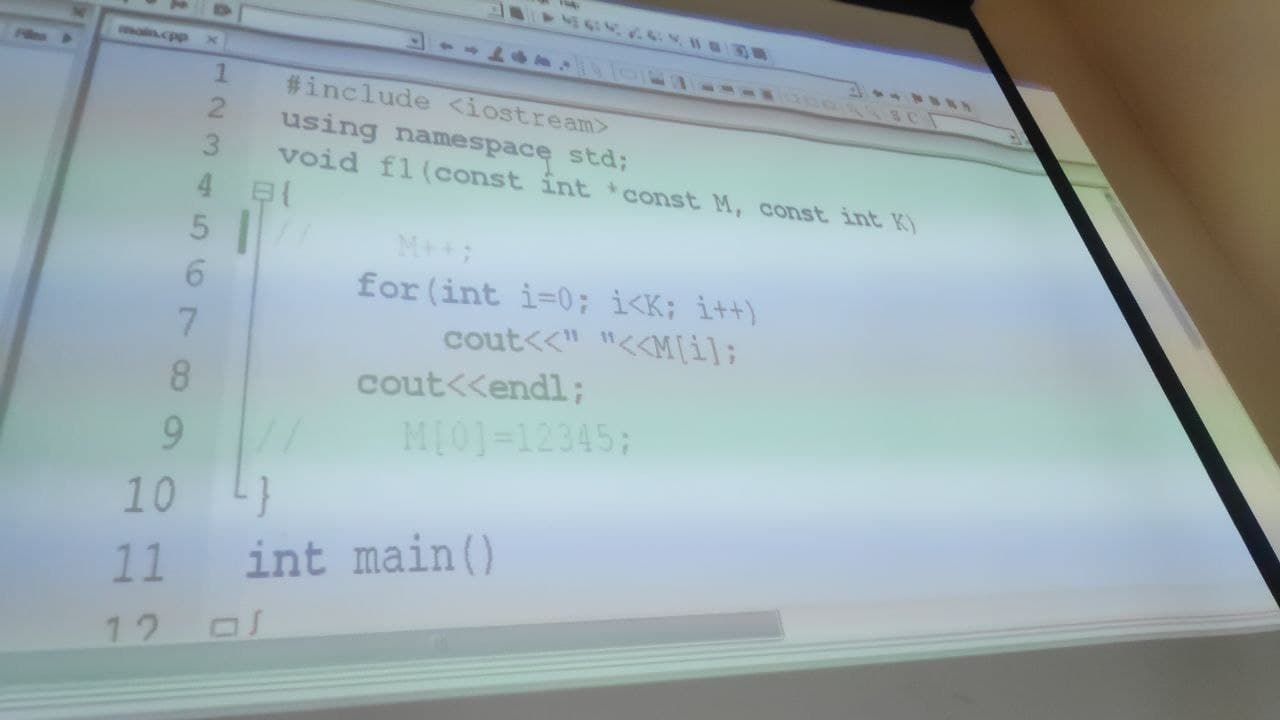 Files
main.cpp ×
1 #include <iostream>
2 using namespace std;
3 void f1(const int *const M, const int K)
4 {
5 // M++;
6 for(int i=0; i<K; i++)
7 cout<<" "<<M[i];
8 cout<<endl;
9 // M[0]=12345;
10 }
11 int main()
12 {